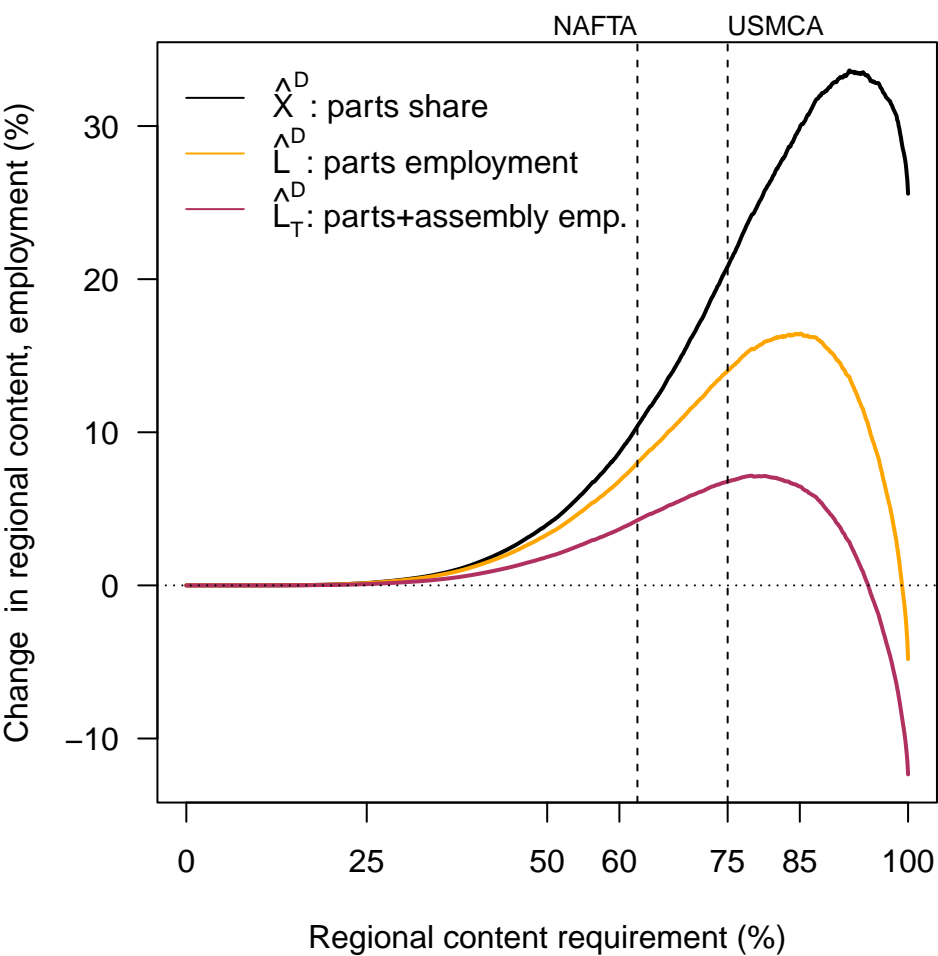 NAFTA
USMCA
X̂ᴰ : parts share
L̂ᴰ : parts employment
L̂ᴰ_T: parts+assembly emp.
Change in regional content, employment (%)
30
20
10
0
−10
0 25 50 60 75 85 100
Regional content requirement (%)